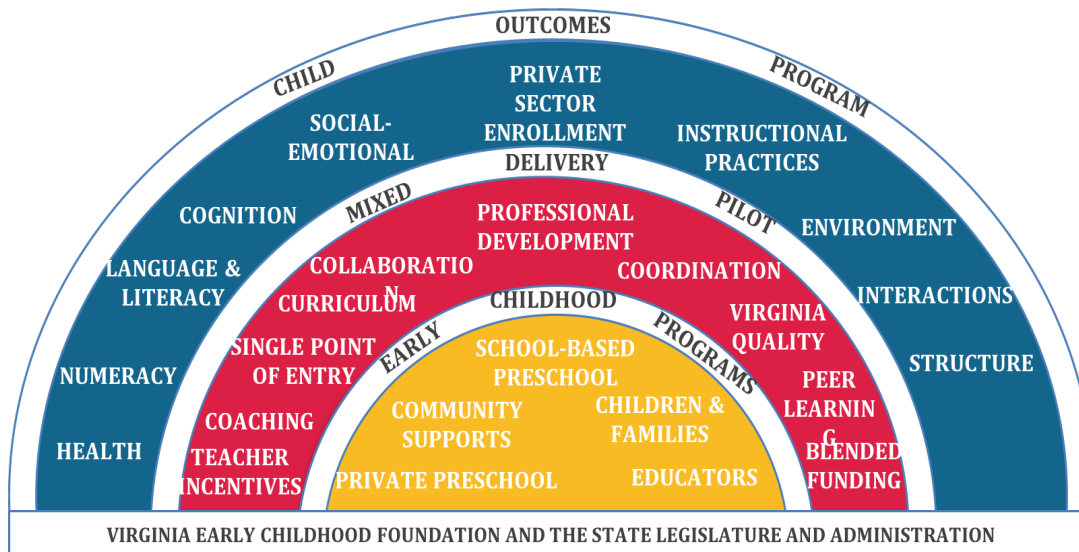 OUTCOMES
CHILD
PROGRAM
PRIVATE
SECTOR
ENROLLMENT
SOCIAL-
EMOTIONAL
INSTRUCTIONAL
PRACTICES
COGNITION
ENVIRONMENT
LANGUAGE &
LITERACY
INTERACTIONS
NUMERACY
STRUCTURE
HEALTH
DELIVERY
MIXED
PILOT
PROFESSIONAL
DEVELOPMENT
COLLABORATIO
N
COORDINATION
CURRICULUM
VIRGINIA
QUALITY
SINGLE POINT
OF ENTRY
PEER
LEARNIN
G
COACHING
BLENDED
FUNDING
TEACHER
INCENTIVES
CHILDHOOD
EARLY
PROGRAMS
SCHOOL-BASED
PRESCHOOL
COMMUNITY
SUPPORTS
CHILDREN &
FAMILIES
PRIVATE PRESCHOOL
EDUCATORS
VIRGINIA EARLY CHILDHOOD FOUNDATION AND THE STATE LEGISLATURE AND ADMINISTRATION